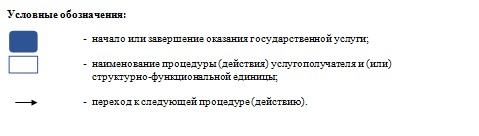 Условные обозначения:
- начало или завершение оказания государственной услуги;
- наименование процедуры (действия) услугополучателя и (или)
структурно-функциональной единицы;
- переход к следующей процедуре (действию).